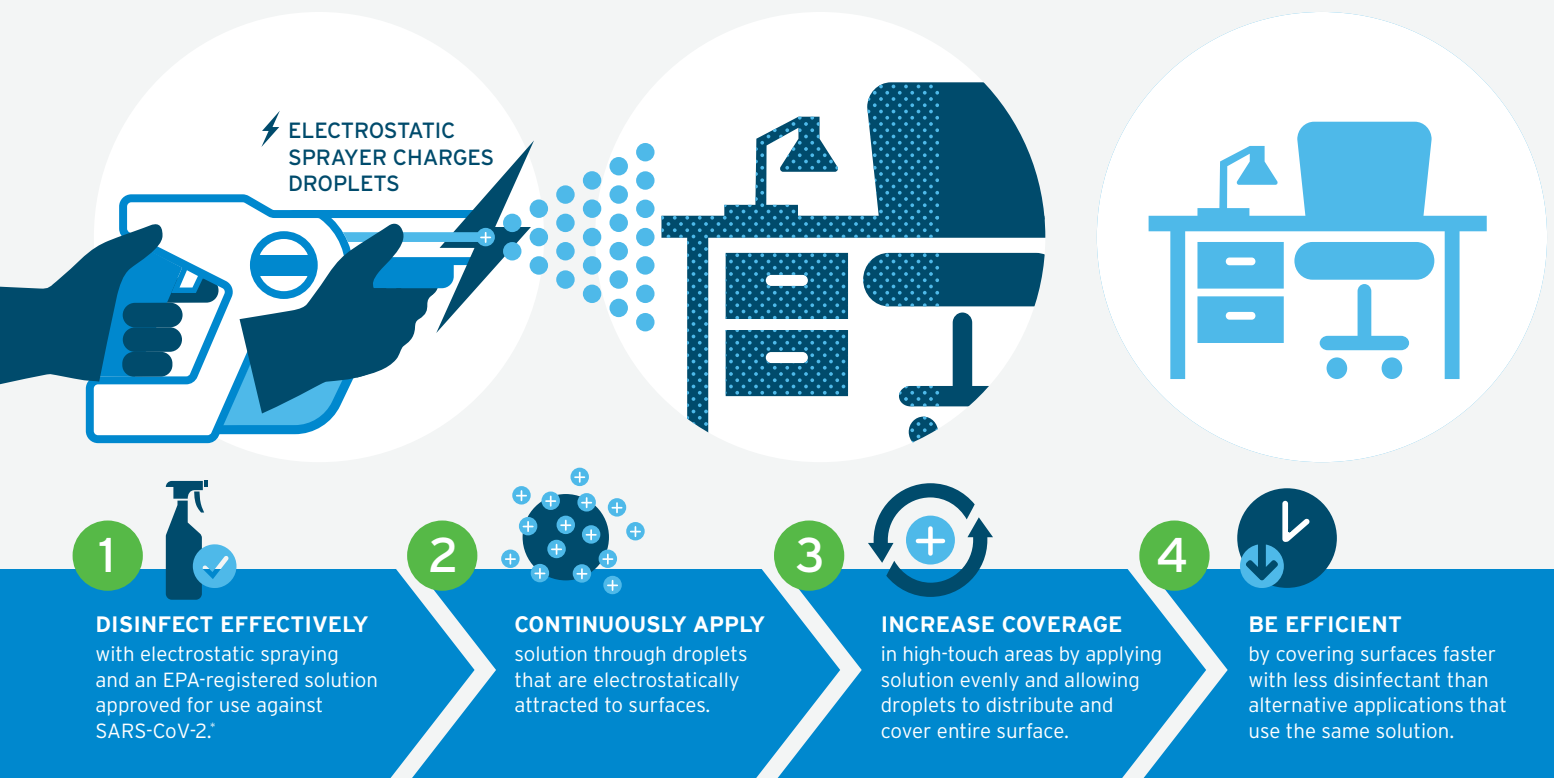 ELECTROSTATIC
SPRAYER CHARGES
DROPLETS
1
DISINFECT EFFECTIVELY
with electrostatic spraying
and an EPA-registered solution
approved for use against
SARS-CoV-2.*
2
CONTINUOUSLY APPLY
solution through droplets
that are electrostatically
attracted to surfaces.
3
INCREASE COVERAGE
in high-touch areas by applying
solution evenly and allowing
droplets to distribute and
cover entire surface.
4
BE EFFICIENT
by covering surfaces faster
with less disinfectant than
alternative applications that
use the same solution.